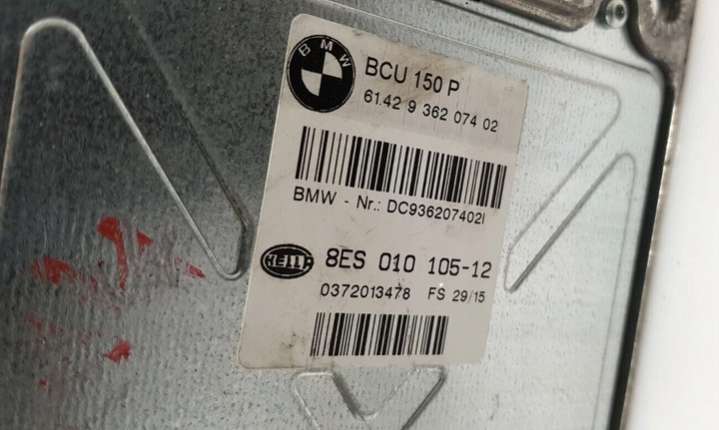 BMW
BCU 150 P
61.42 9 362 074 02
BMW - Nr.: DC936207402I
HELLA
8ES 010 105-12
0372013478 FS 29/15